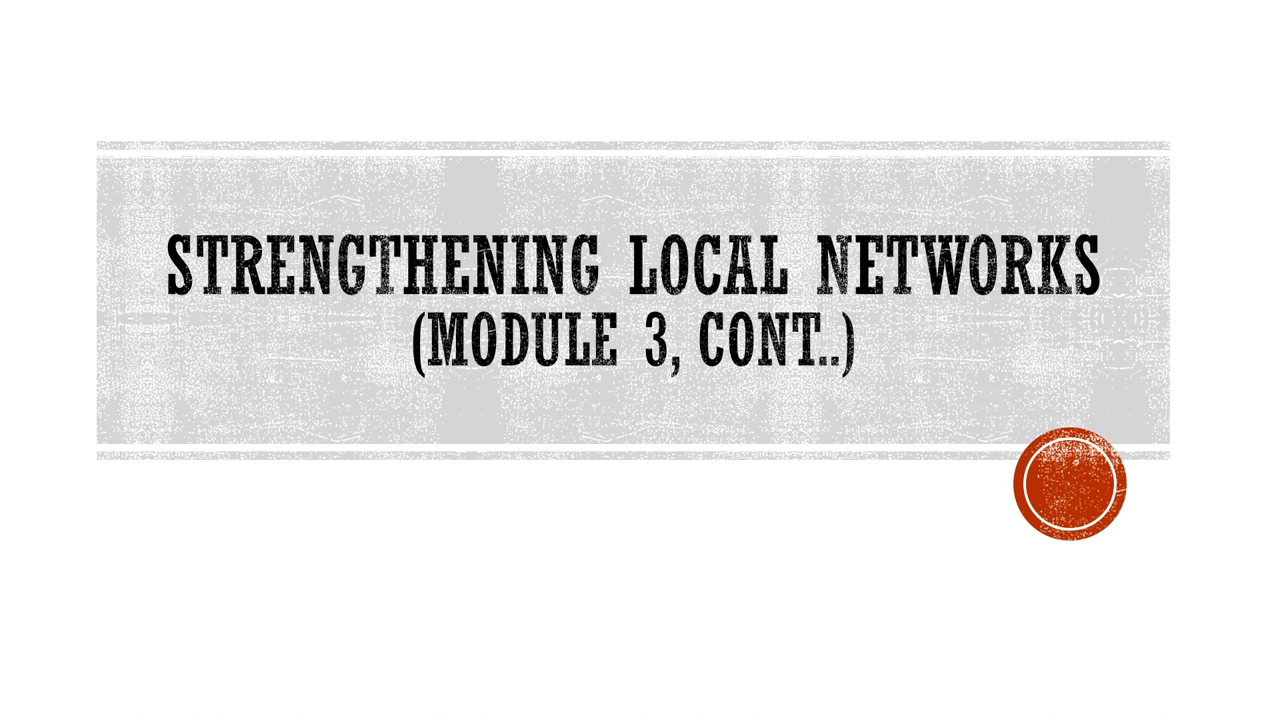 STRENGTHENING LOCAL NETWORKS
(MODULE 3, CONT..)